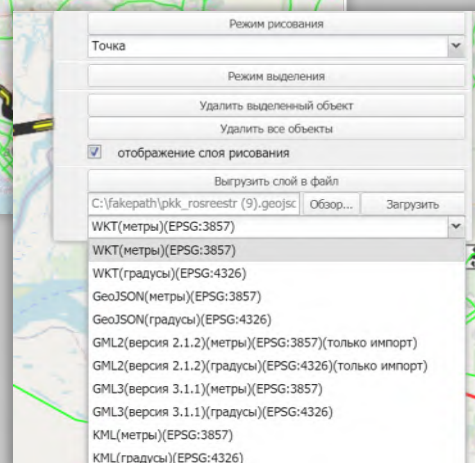 Режим рисования
Точка
Режим выделения
Удалить выделенный объект
Удалить все объекты
отображение слоя рисования
Выгрузить слой в файл
C:\fakepath\pkk_rosreestr (9).geojsc Обзор... Загрузить
WKT(метры)(EPSG:3857)
WKT(метры)(EPSG:3857)
WKT(градусы)(EPSG:4326)
GeoJSON(метры)(EPSG:3857)
GeoJSON(градусы)(EPSG:4326)
GML2(версия 2.1.2)(метры)(EPSG:3857)(только импорт)
GML2(версия 2.1.2)(градусы)(EPSG:4326)(только импорт)
GML3(версия 3.1.1)(метры)(EPSG:3857)
GML3(версия 3.1.1)(градусы)(EPSG:4326)
KML(метры)(EPSG:3857)
KML(градусы)(EPSG:4326)